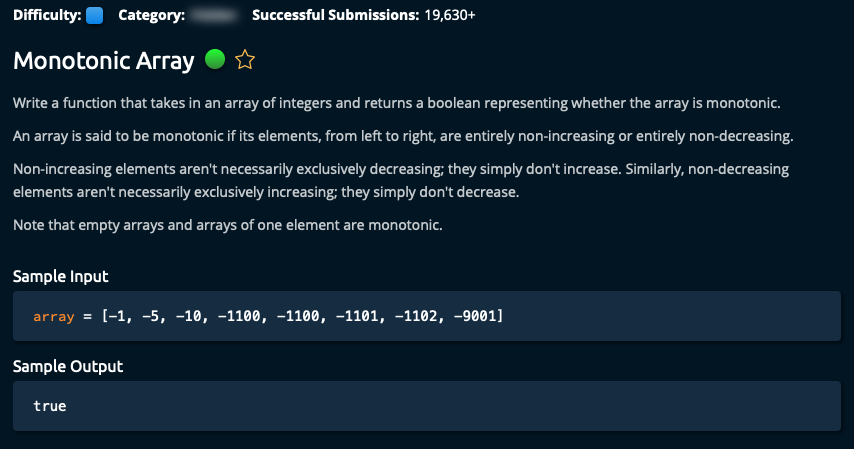 Difficulty: Category: Successful Submissions: 19,630+
Monotonic Array
Write a function that takes in an array of integers and returns a boolean representing whether the array is monotonic.
An array is said to be monotonic if its elements, from left to right, are entirely non-increasing or entirely non-decreasing.
Non-increasing elements aren't necessarily exclusively decreasing; they simply don't increase. Similarly, non-decreasing
elements aren't necessarily exclusively increasing; they simply don't decrease.
Note that empty arrays and arrays of one element are monotonic.
Sample Input
array = [-1, -5, -10, -1100, -1100, -1101, -1102, -9001]
Sample Output
true